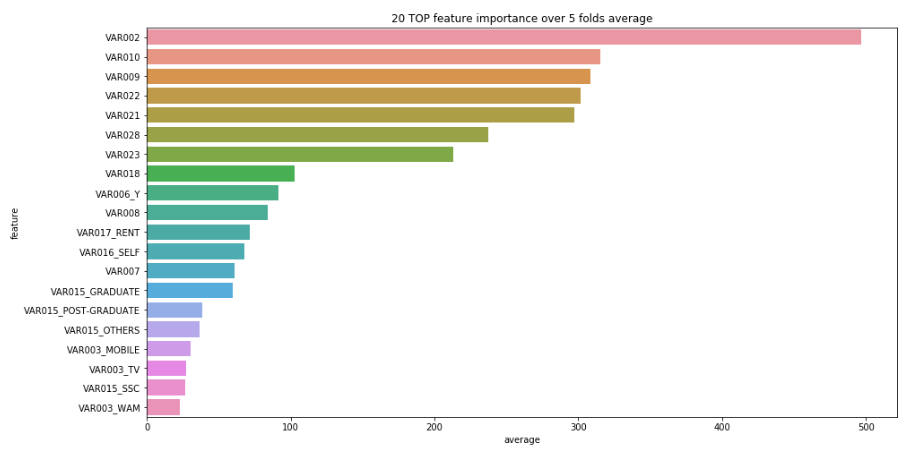 20 TOP feature importance over 5 folds average
VAR002
VAR010
VAR009
VAR022
VAR021
VAR028
VAR023
VAR018
VAR006_Y
VAR008
VAR017_RENT
VAR016_SELF
VAR007
VAR015_GRADUATE
VAR015_POST-GRADUATE
VAR015_OTHERS
VAR003_MOBILE
VAR003_TV
VAR015_SSC
VAR003_WAM
feature
0 100 200 300 400 500
average